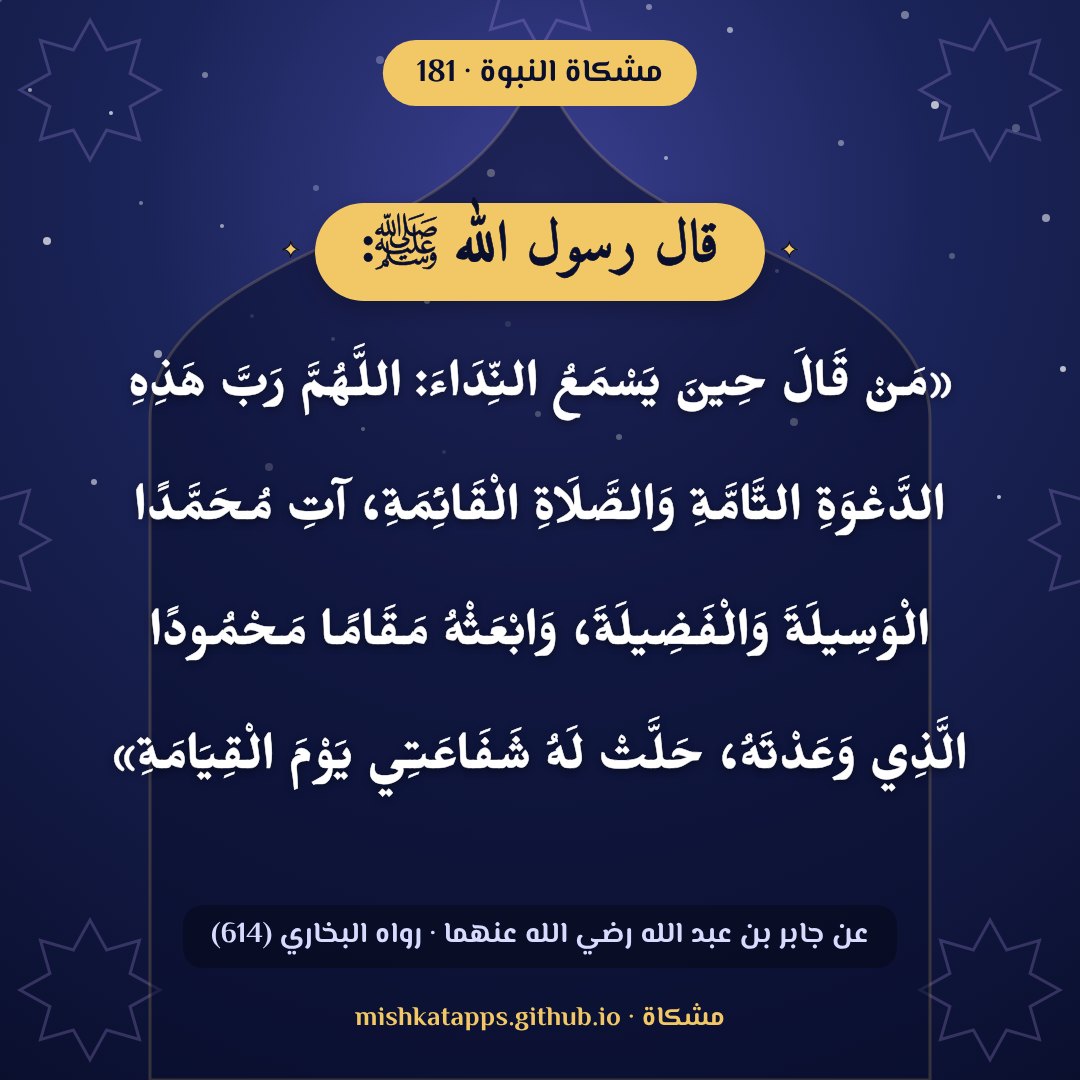 مشكاة النبوة · 181
قال رسول الله ﷺ:
«مَنْ قَالَ حِينَ يَسْمَعُ النِّدَاءَ: اللَّهُمَّ رَبَّ هَذِهِ
الدَّعْوَةِ التَّامَّةِ وَالصَّلَاةِ الْقَائِمَةِ، آتِ مُحَمَّدًا
الْوَسِيلَةَ وَالْفَضِيلَةَ، وَابْعَثْهُ مَقَامًا مَحْمُودًا
الَّذِي وَعَدْتَهُ، حَلَّتْ لَهُ شَفَاعَتِي يَوْمَ الْقِيَامَةِ»
عن جابر بن عبد الله رضي الله عنهما · رواه البخاري (614)
مشكاة · mishkatapps.github.io